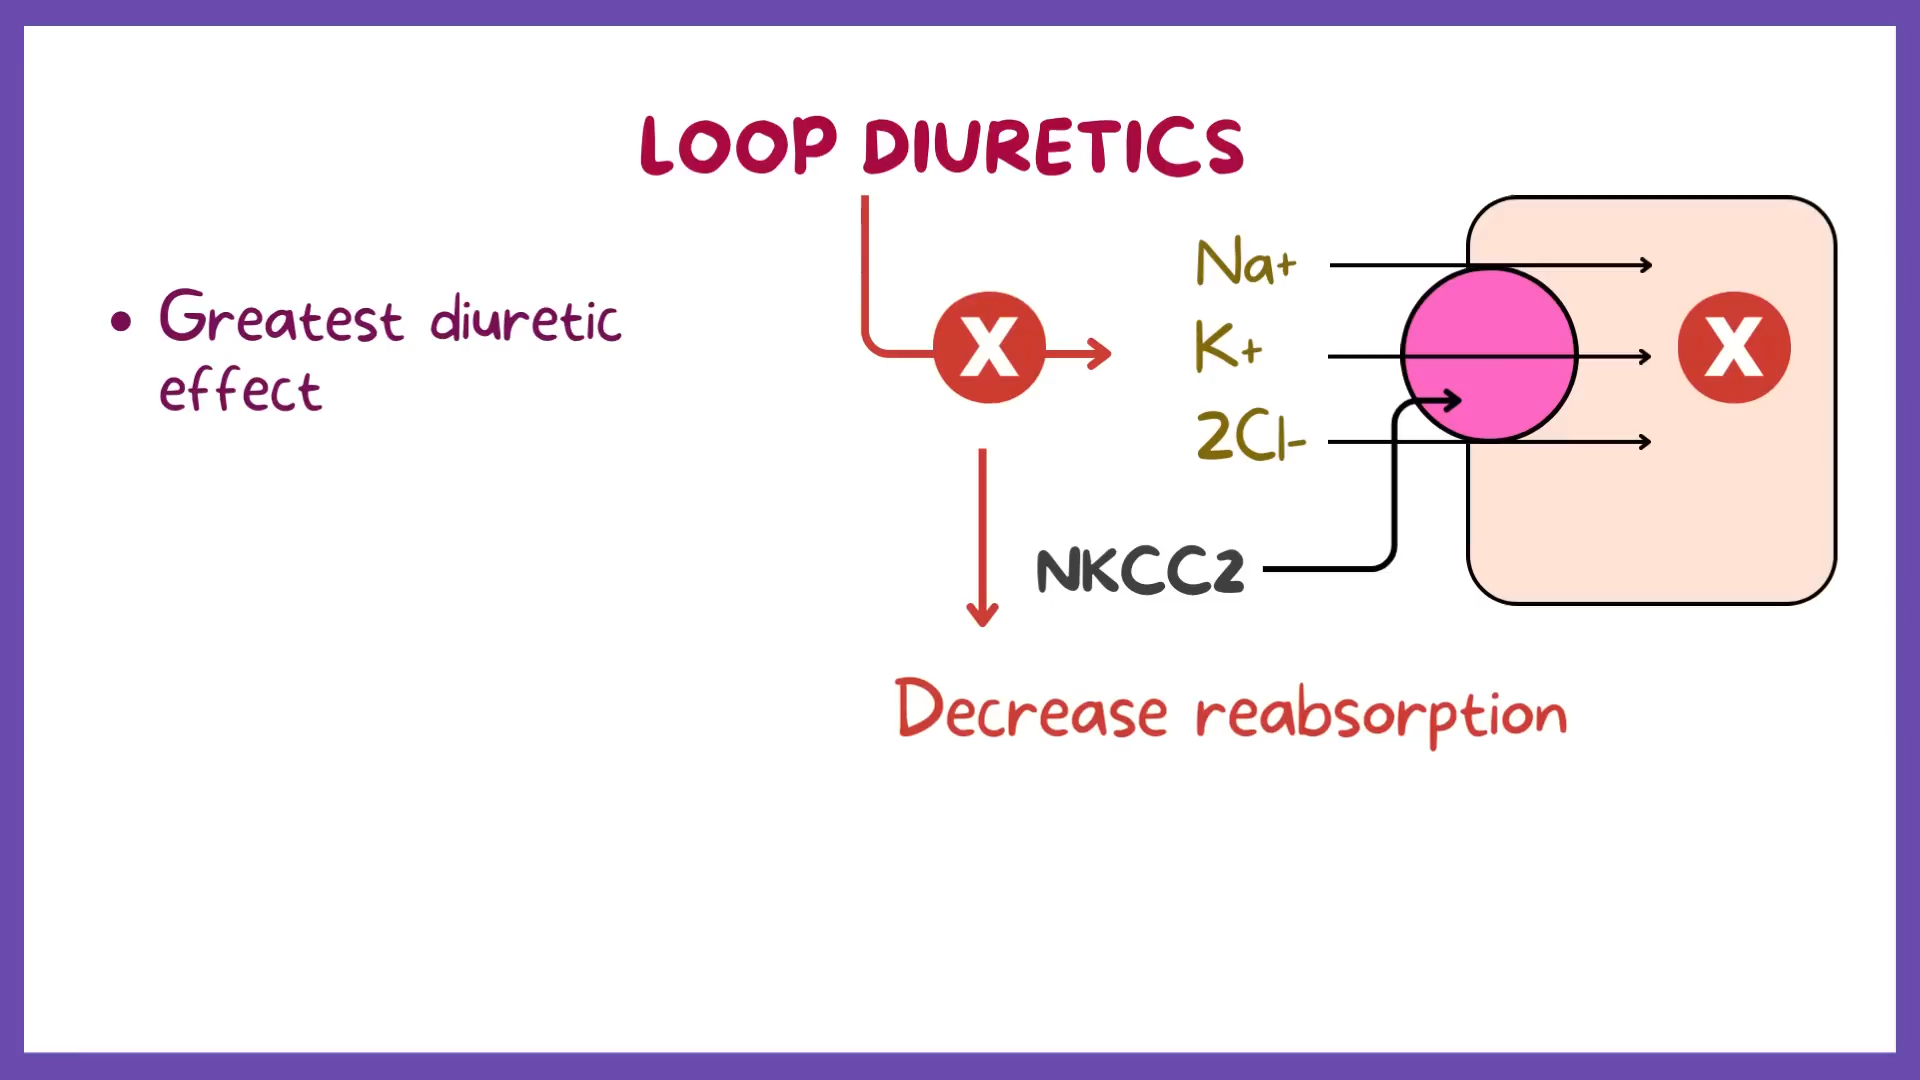 LOOP DIURETICS
• Greatest diuretic
effect
X
Na+
K+
2Cl-
X
NKCC2
Decrease reabsorption